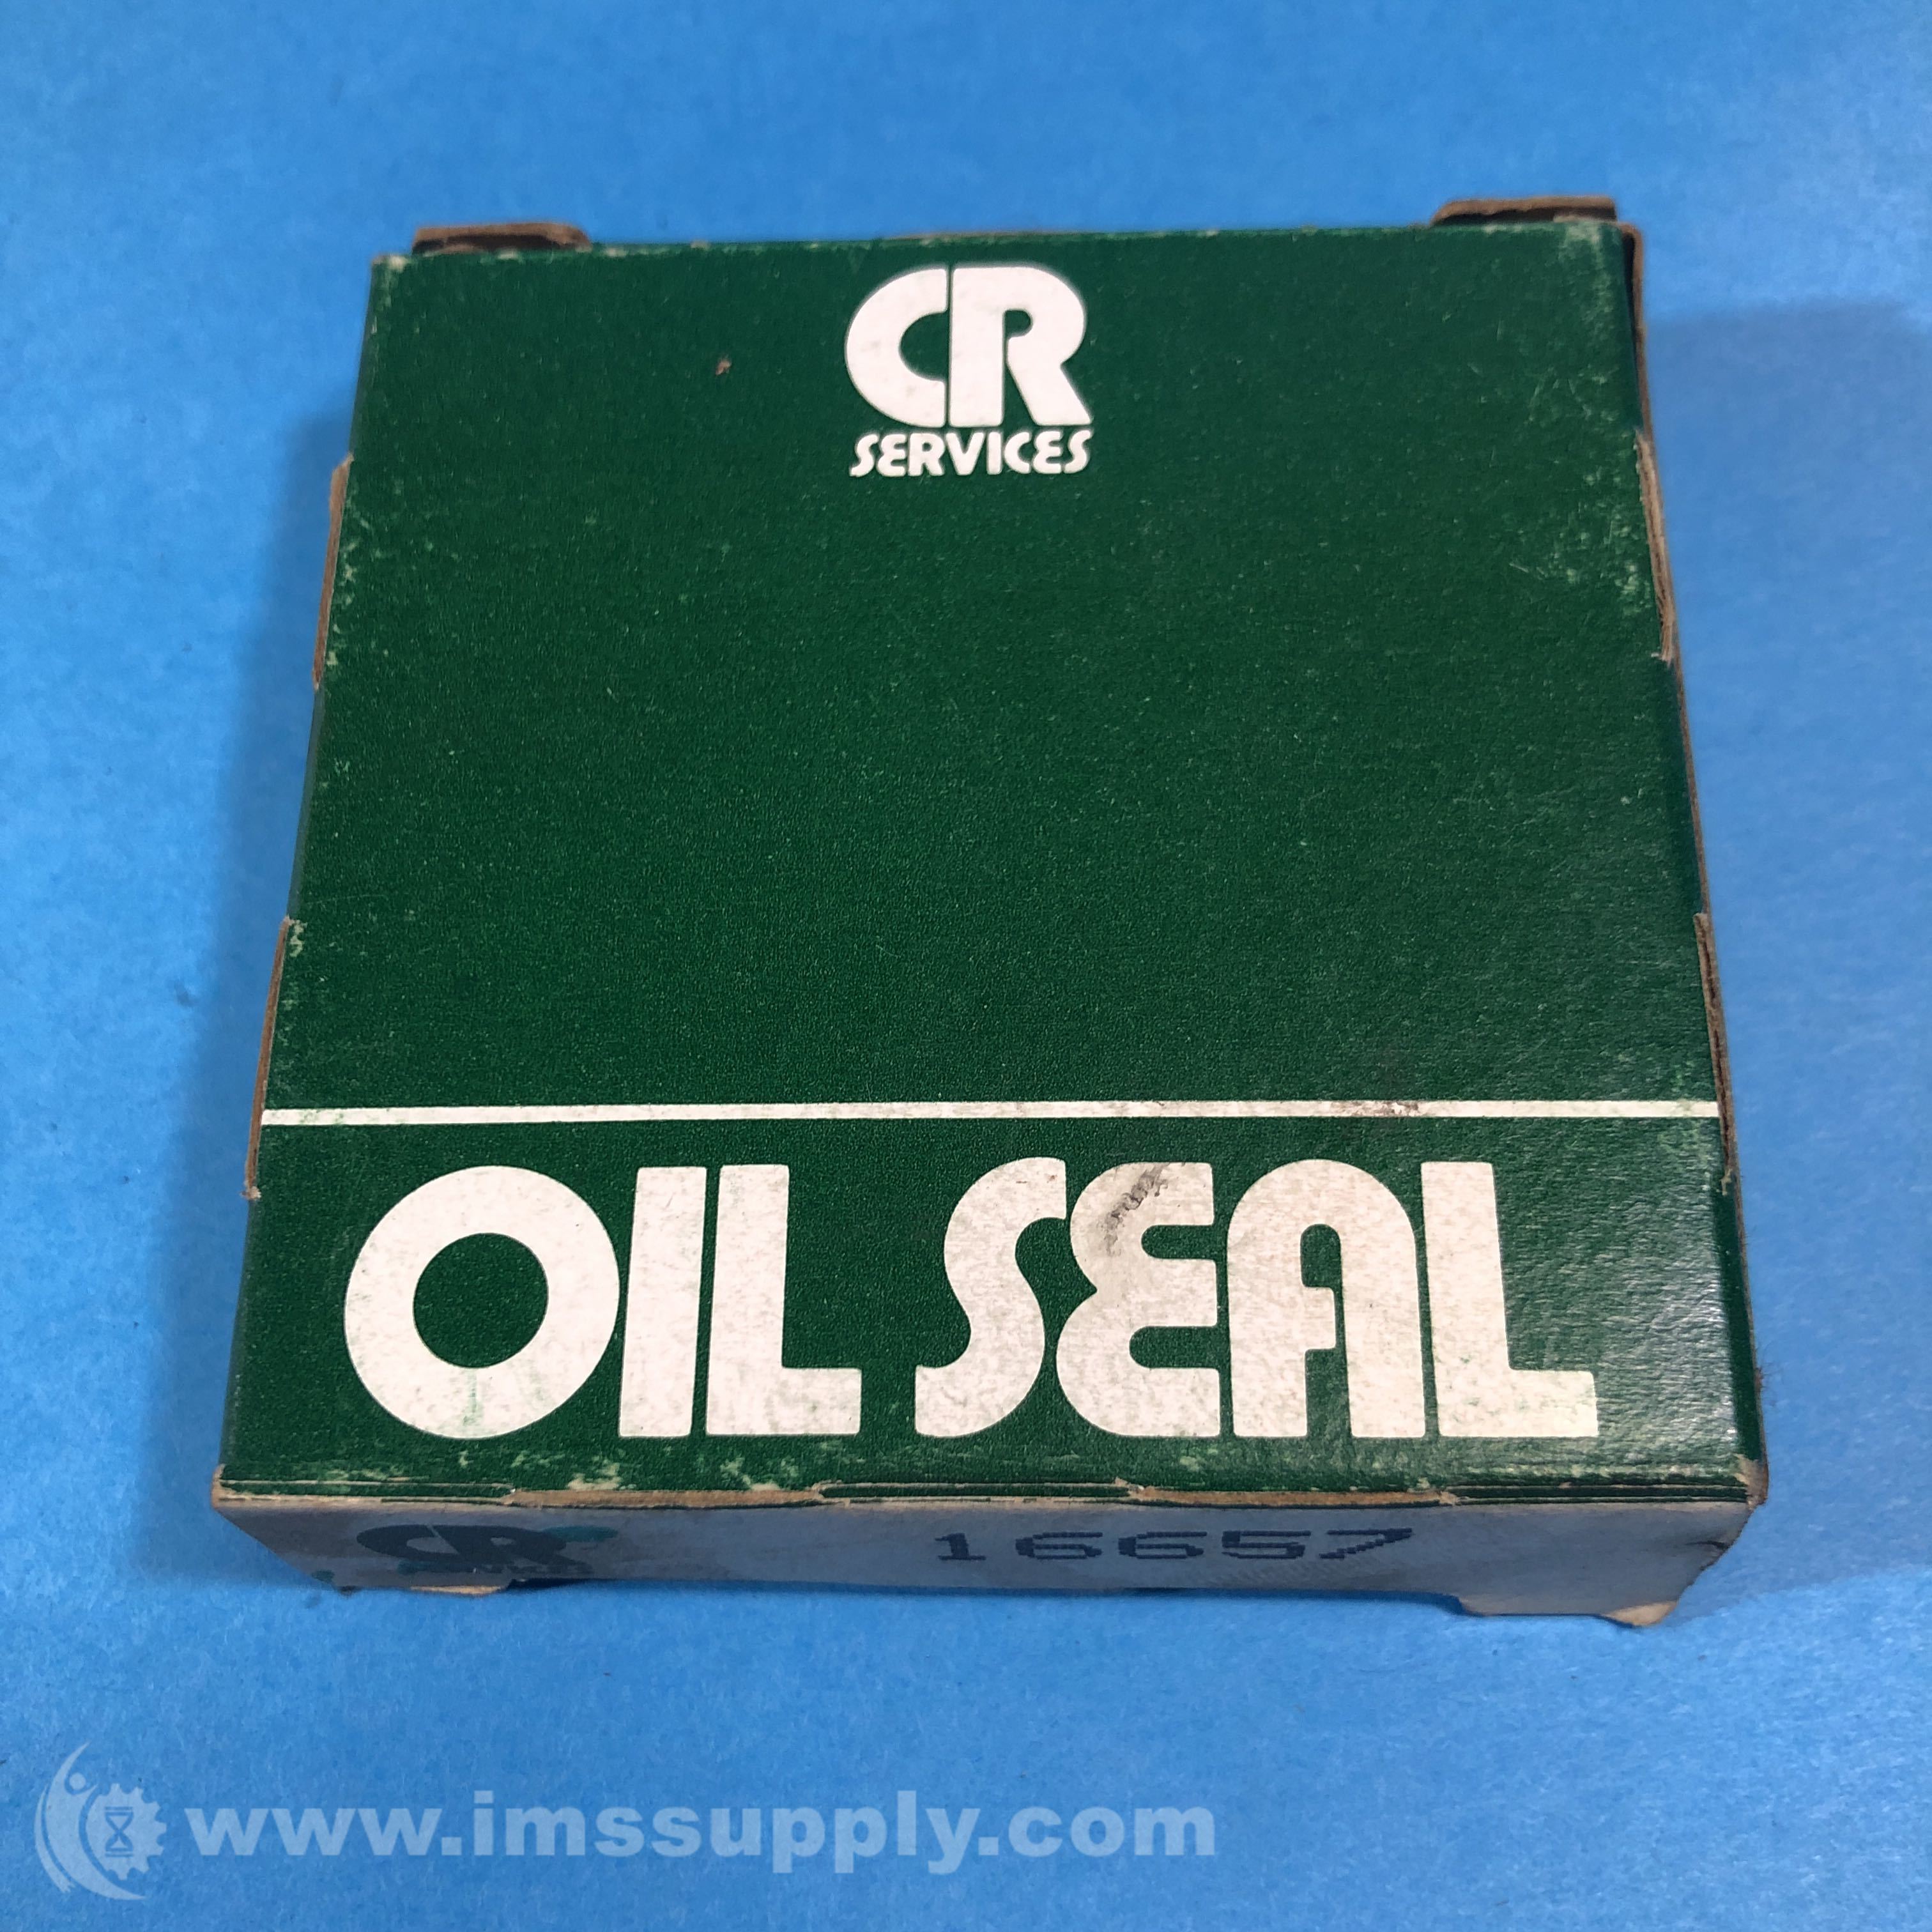 CR
SERVICES
OIL SEAL
CR 16657
www.imssupply.com